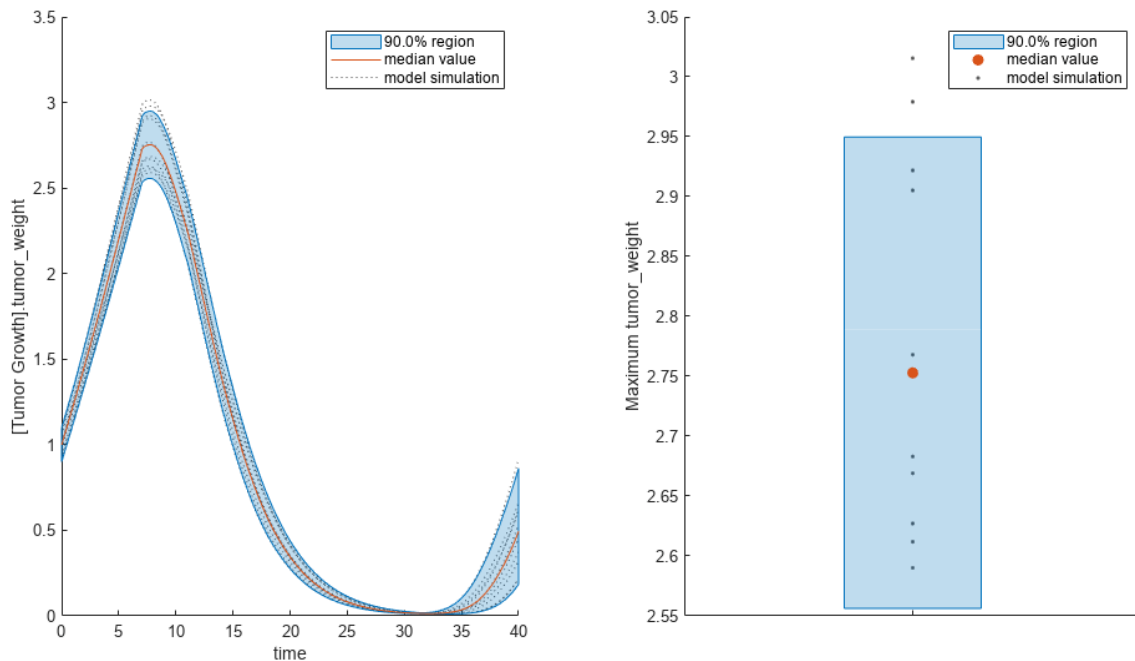 3.5
3
2.5
2
1.5
1
0.5
0
[Tumor Growth].tumor_weight
90.0% region
median value
model simulation
0 5 10 15 20 25 30 35 40
time
3.05
3
2.95
2.9
2.85
2.8
2.75
2.7
2.65
2.6
2.55
Maximum tumor_weight
90.0% region
median value
model simulation